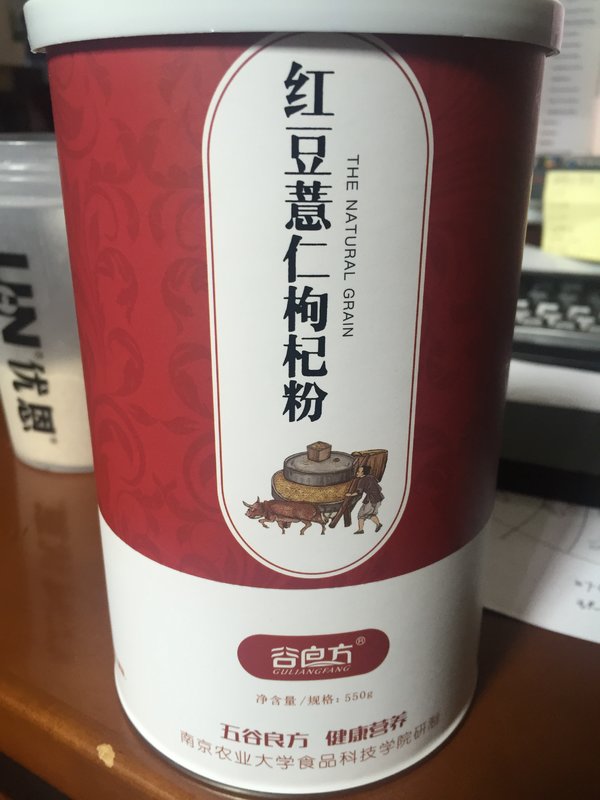 红豆薏仁枸杞粉
THE NATURAL GRAIN
谷良方®
GULIANGFANG
净含量/规格：550g
五谷良方 健康营养
南京农业大学食品科技学院研制
优恩®